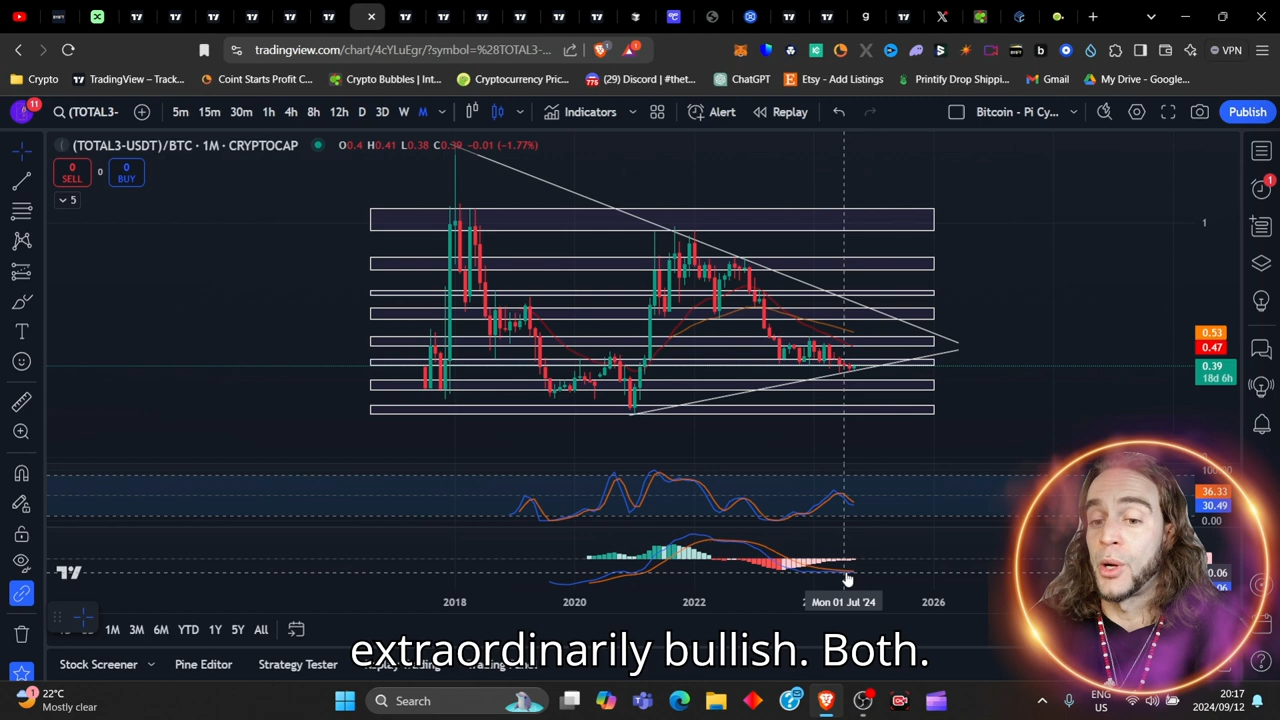 tradingview.com/chart/4cYLuEgr/?symbol=%28TOTAL3-...
VPN
Crypto
TradingView – Track...
Coint Starts Profit C...
Crypto Bubbles | Int...
Cryptocurrency Pric...
(29) Discord | #thet...
ChatGPT
Etsy - Add Listings
Printify Drop Shippi...
Gmail
My Drive - Google...
11
(TOTAL3-
5m 15m 30m 1h 4h 8h 12h D 3D W M
Indicators
Alert
Replay
Bitcoin - Pi Cy...
Publish
(TOTAL3-USDT)/BTC · 1M · CRYPTOCAP
O0.4 H0.41 L0.38 C0.39 -0.01 (-1.77%)
0
SELL
0
0
BUY
5
1
0.53
0.47
0.39
18d 6h
100.00
36.33
30.49
0.00
0.06
2018
2020
2022
Mon 01 Jul '24
2026
1M 3M 6M YTD 1Y 5Y All
extraordinarily bullish. Both.
Stock Screener
Pine Editor
Strategy Tester
22°C
Mostly clear
Search
ENG
US
20:17
2024/09/12